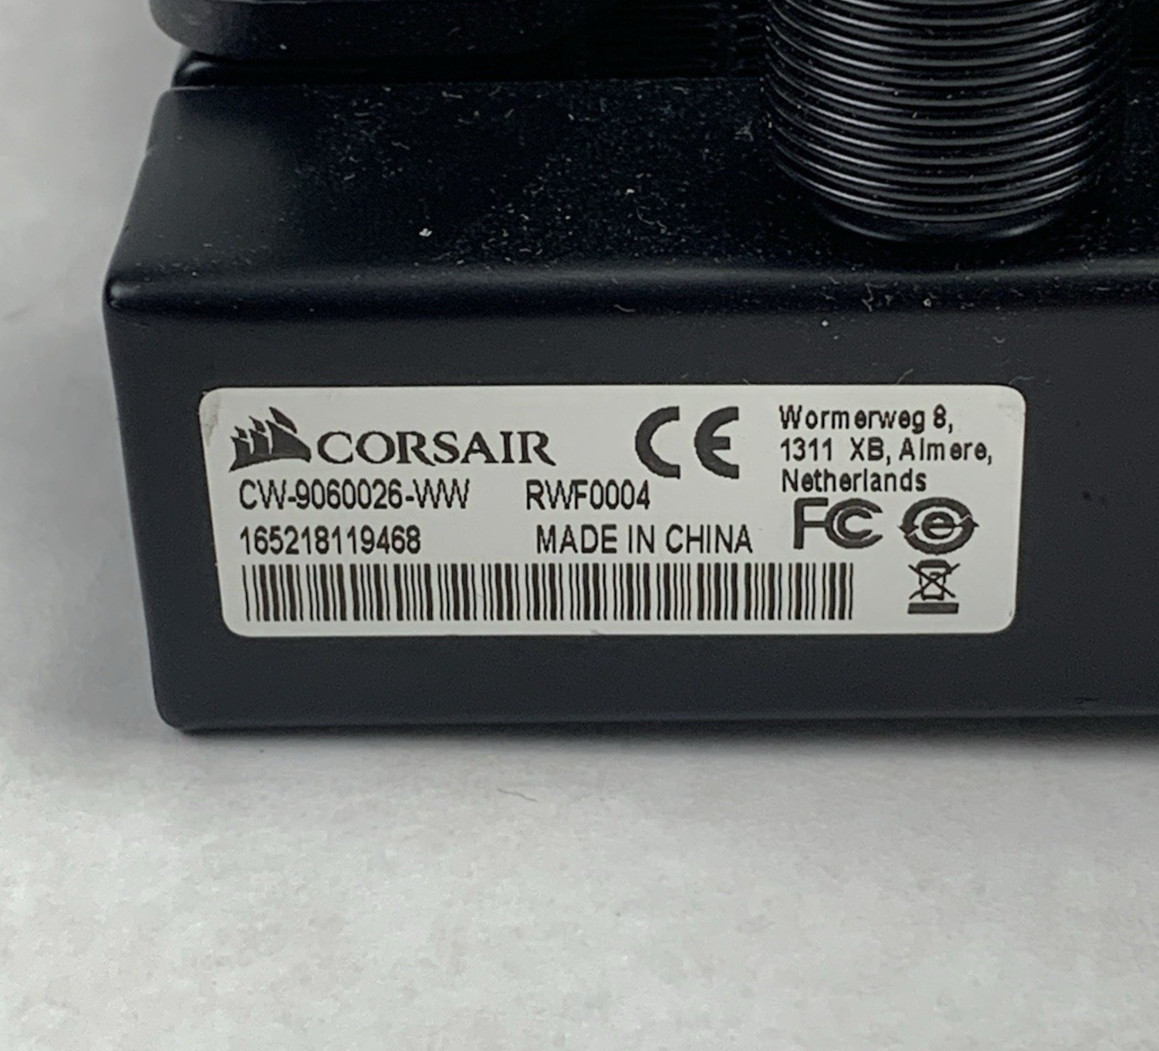 CORSAIR
CW-9060026-WW RWF0004
165218119468 MADE IN CHINA
CE
Wormerweg 8,
1311 XB, Almere,
Netherlands
FC e